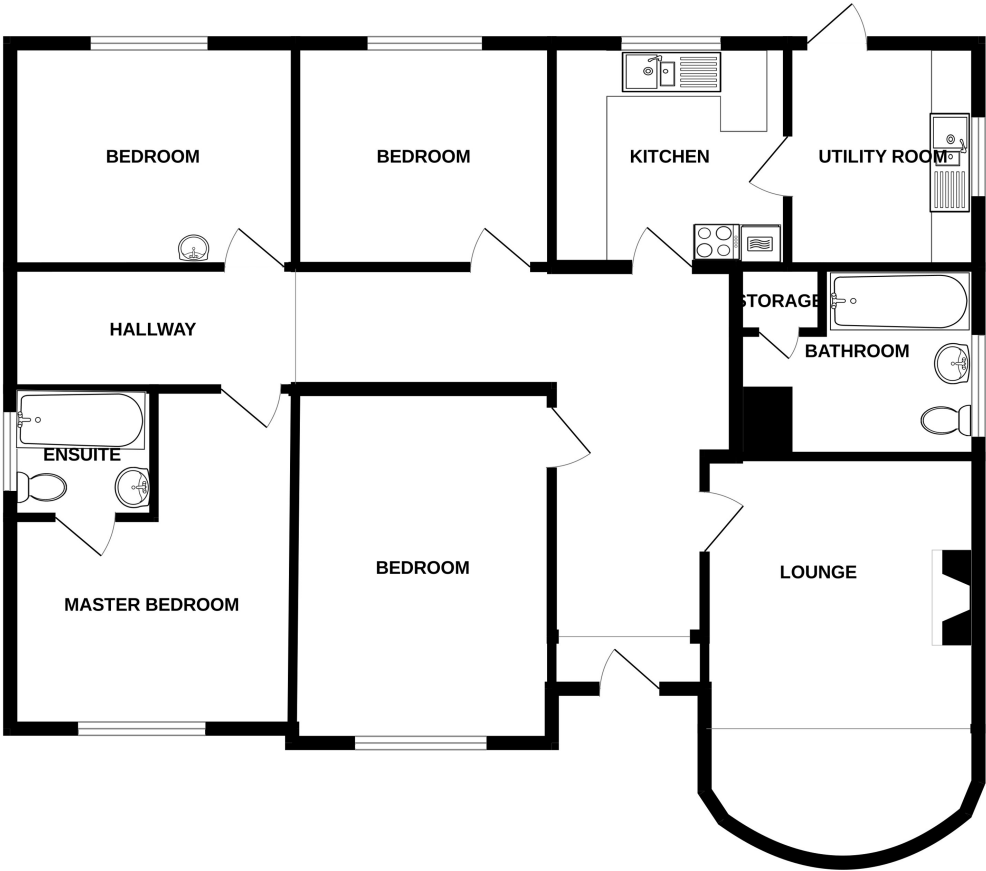 BEDROOM
BEDROOM
KITCHEN
UTILITY ROOM
HALLWAY
STORAGE
BATHROOM
ENSUITE
MASTER BEDROOM
BEDROOM
LOUNGE